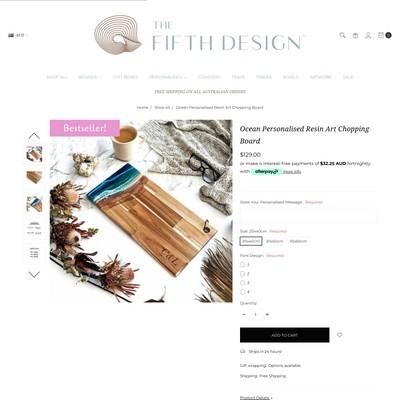 THE
FIFTH DESIGN
AUD
0
SHOP ALL BOARDS GIFT BOXES PERSONALISED COASTERS TRAYS TABLES BOWLS ARTWORK SALE
FREE SHIPPING ON ALL AUSTRALIAN ORDERS
Home / Shop All / Ocean Personalised Resin Art Chopping Board
Bestseller!
Ocean Personalised Resin Art Chopping
Board
$129.00
or make 4 interest-free payments of $32.25 AUD fortnightly
with afterpay More info
State Your Personalised Message: Required
Size: 20x40cm Required
20x40cm
Font Design: Required
1
2
3
4
Quantity:
- 1 +
ADD TO CART
Ships in 24 hours!
Gift wrapping: Options available
Shipping: Free Shipping
Product Details